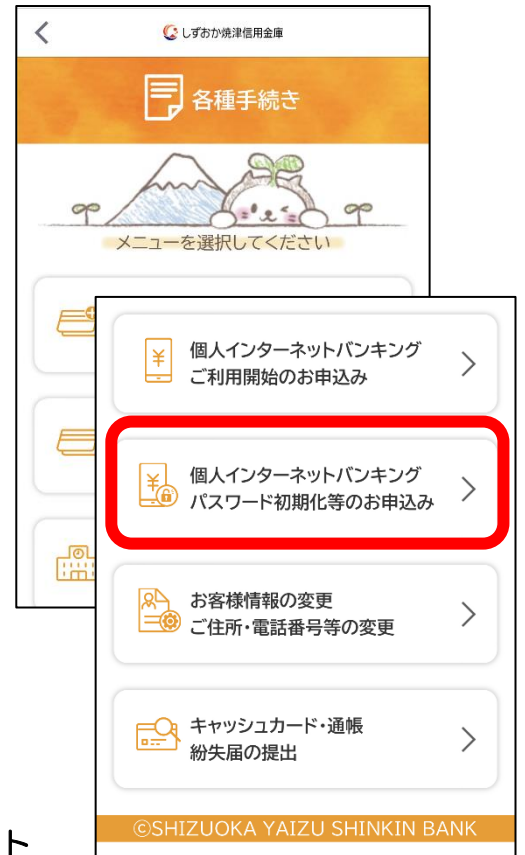 しずおか焼津信用金庫
各種手続き
メニューを選択してください
個人インターネットバンキング
ご利用開始のお申込み
個人インターネットバンキング
パスワード初期化等のお申込み
お客様情報の変更
ご住所・電話番号等の変更
キャッシュカード・通帳
紛失届の提出
©SHIZUOKA YAIZU SHINKIN BANK
ト